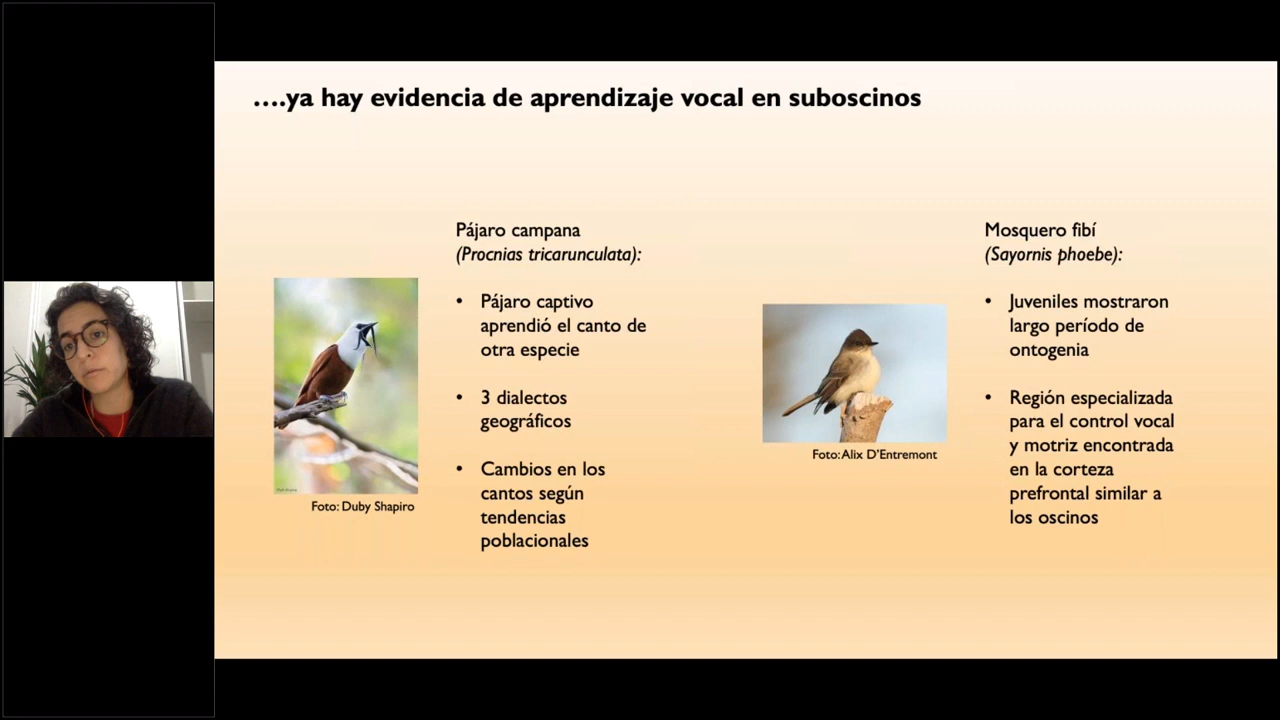 ....ya hay evidencia de aprendizaje vocal en suboscinos
Pájaro campana
(Procnias tricarunculata):
• Pájaro captivo
aprendió el canto de
otra especie
• 3 dialectos
geográficos
• Cambios en los
cantos según
tendencias
poblacionales
Foto: Duby Shapiro
Mosquero fibí
(Sayornis phoebe):
• Juveniles mostraron
largo período de
ontogenia
• Región especializada
para el control vocal
y motriz encontrada
en la corteza
prefrontal similar a
los oscinos
Foto: Alix D'Entremont